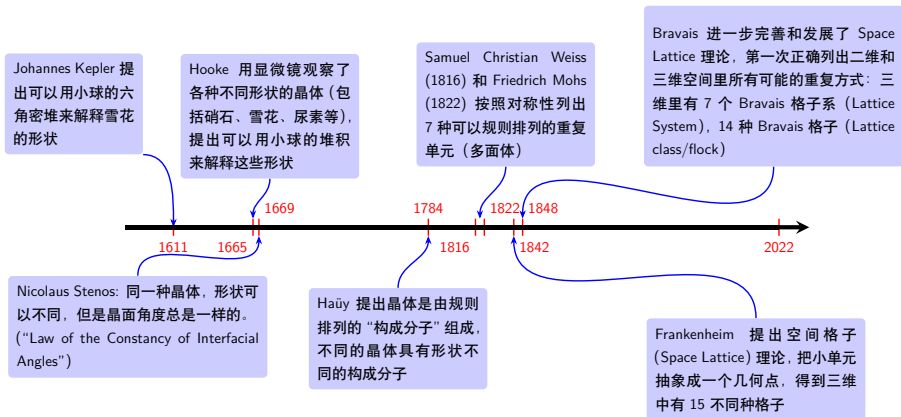 Johannes Kepler 提
出可以用小球的六
角密堆来解释雪花
的形状
Hooke 用显微镜观察了
各种不同形状的晶体（包
括硝石、雪花、尿素等），
提出可以用小球的堆积
来解释这些形状
Samuel Christian Weiss
(1816) 和 Friedrich Mohs
(1822) 按照对称性列出
7 种可以规则排列的重复
单元（多面体）
Bravais 进一步完善和发展了 Space
Lattice 理论，第一次正确列出二维和
三维空间里所有可能的重复方式：三
维里有 7 个 Bravais 格子系（Lattice
System），14 种 Bravais 格子（Lattice
class/flock）
1669
1784
1822
1848
1611
1665
1816
1842
2022
Nicolaus Stenos: 同一种晶体，形状可
以不同，但是晶面角度总是一样的。
(“Law of the Constancy of Interfacial
Angles”)
Haüy 提出晶体是由规则
排列的 “构成分子” 组成，
不同的晶体具有形状不
同的构成分子
Frankenheim 提出空间格子
(Space Lattice) 理论，把小单元
抽象成一个几何点，得到三维
中有 15 不同种格子